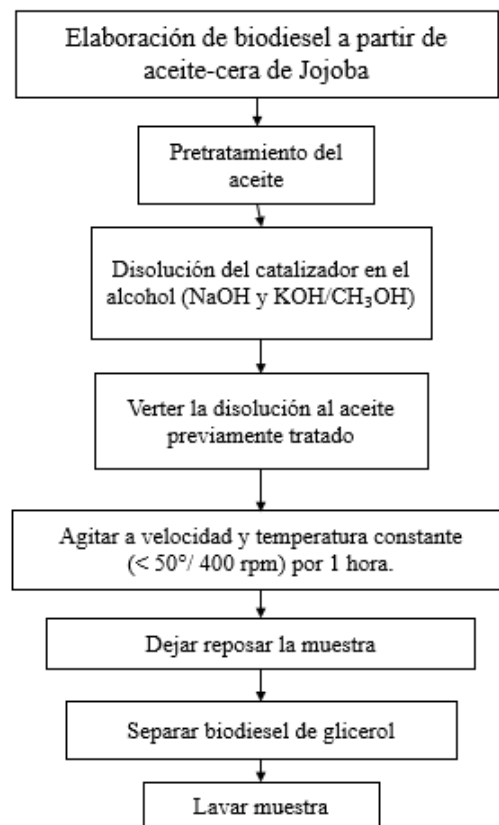 Elaboración de biodiesel a partir de
aceite-cera de Jojoba
Pretratamiento del
aceite
Disolución del catalizador en el
alcohol (NaOH y KOH/CH₃OH)
Verter la disolución al aceite
previamente tratado
Agitar a velocidad y temperatura constante
(< 50°/ 400 rpm) por 1 hora.
Dejar reposar la muestra
Separar biodiesel de glicerol
Lavar muestra